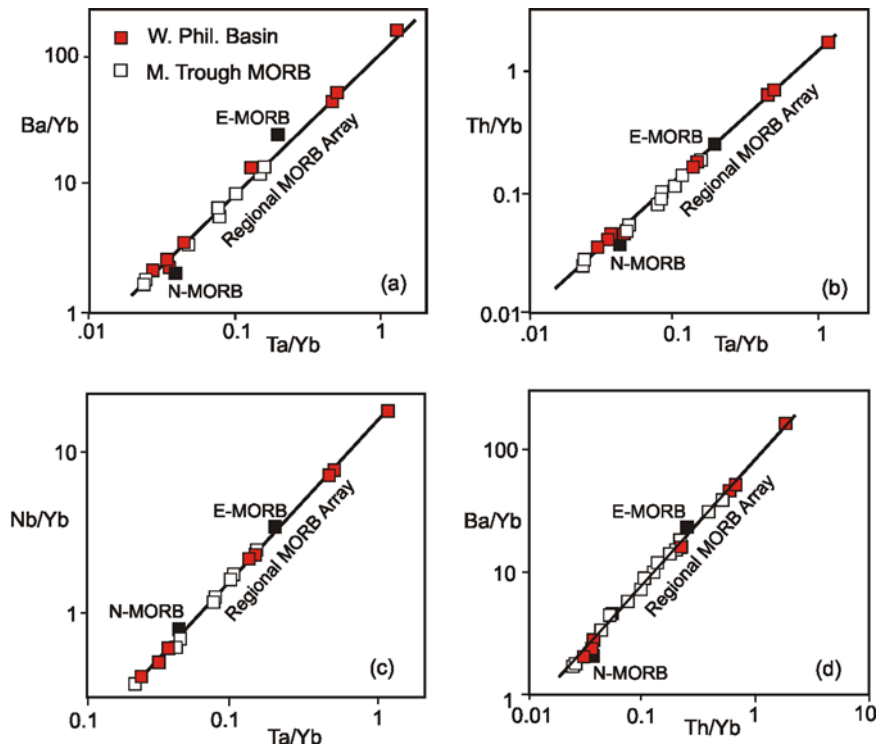 W. Phil. Basin
M. Trough MORB
100
Ba/Yb
10
1
E-MORB
Regional MORB Array
N-MORB
(a)
.01
0.1
1
Ta/Yb
1
Th/Yb
0.1
0.01
E-MORB
Regional MORB Array
N-MORB
(b)
.01
0.1
1
Ta/Yb
10
Nb/Yb
1
E-MORB
Regional MORB Array
N-MORB
(c)
0.1
0.1
1
Ta/Yb
100
Ba/Yb
10
1
E-MORB
Regional MORB Array
N-MORB
(d)
0.01
0.1
1
10
Th/Yb